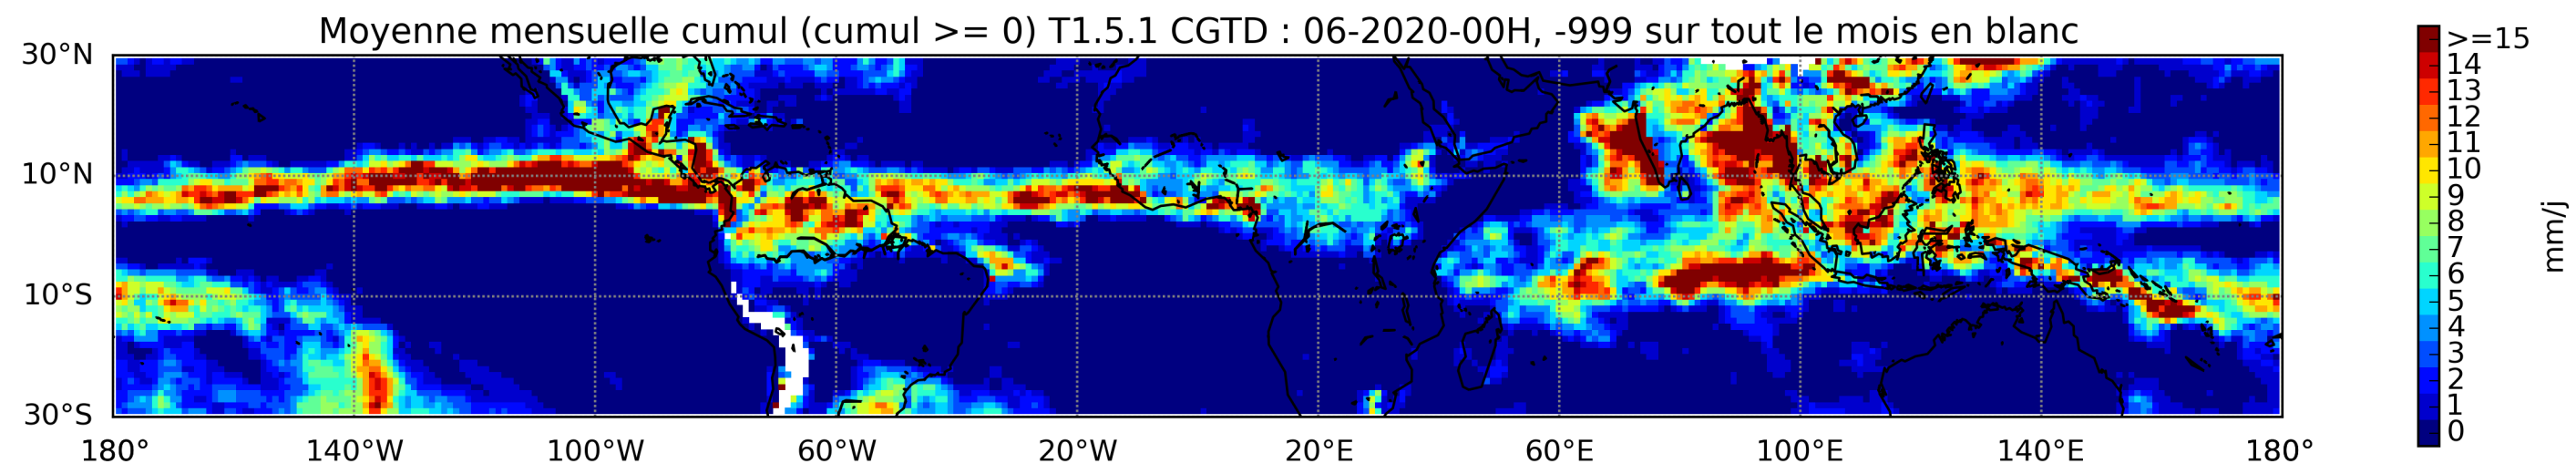 Moyenne mensuelle cumul (cumul >= 0) T1.5.1 CGTD : 06-2020-00H, -999 sur tout le mois en blanc
30°N
10°N
10°S
30°S
180°
140°W
100°W
60°W
20°W
20°E
60°E
100°E
140°E
180°
>=15
14
13
12
11
10
9
8
7
6
5
4
3
2
1
0
mm/j